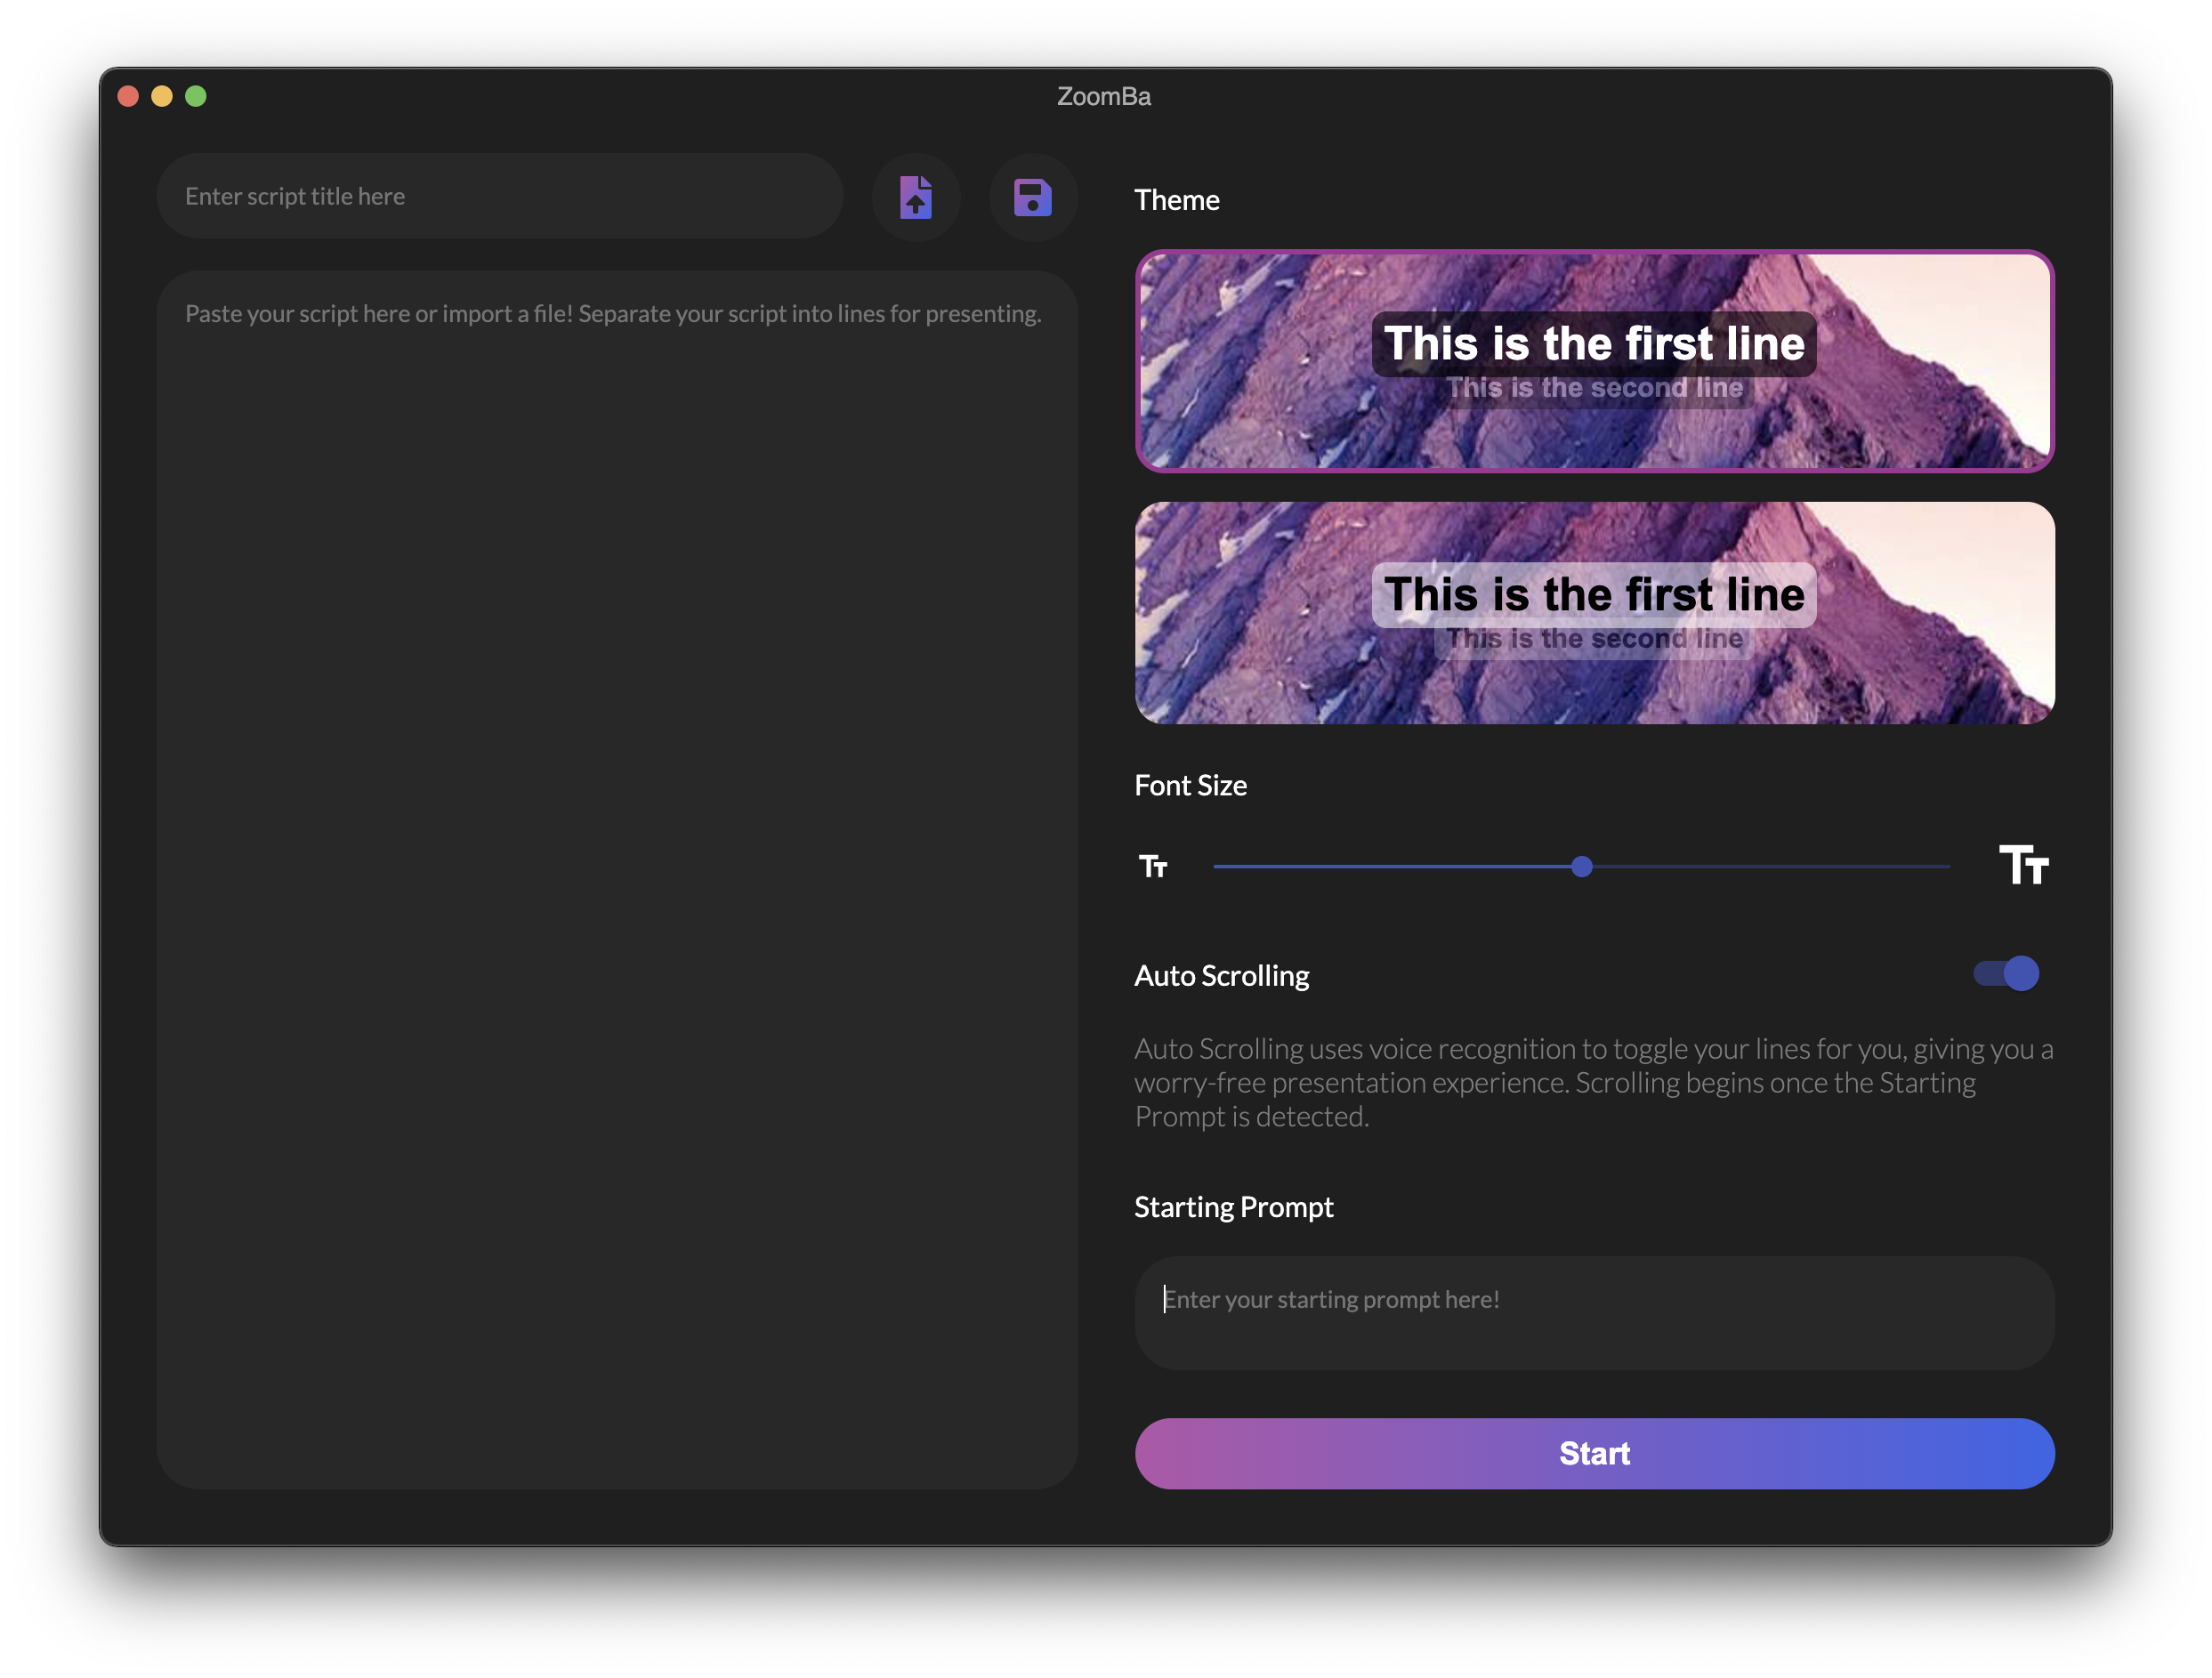 ZoomBa
Enter script title here
Paste your script here or import a file! Separate your script into lines for presenting.
Theme
This is the first line
This is the second line
This is the first line
This is the second line
Font Size
Tт
Tт
Auto Scrolling
Auto Scrolling uses voice recognition to toggle your lines for you, giving you a
worry-free presentation experience. Scrolling begins once the Starting
Prompt is detected.
Starting Prompt
Enter your starting prompt here!
Start